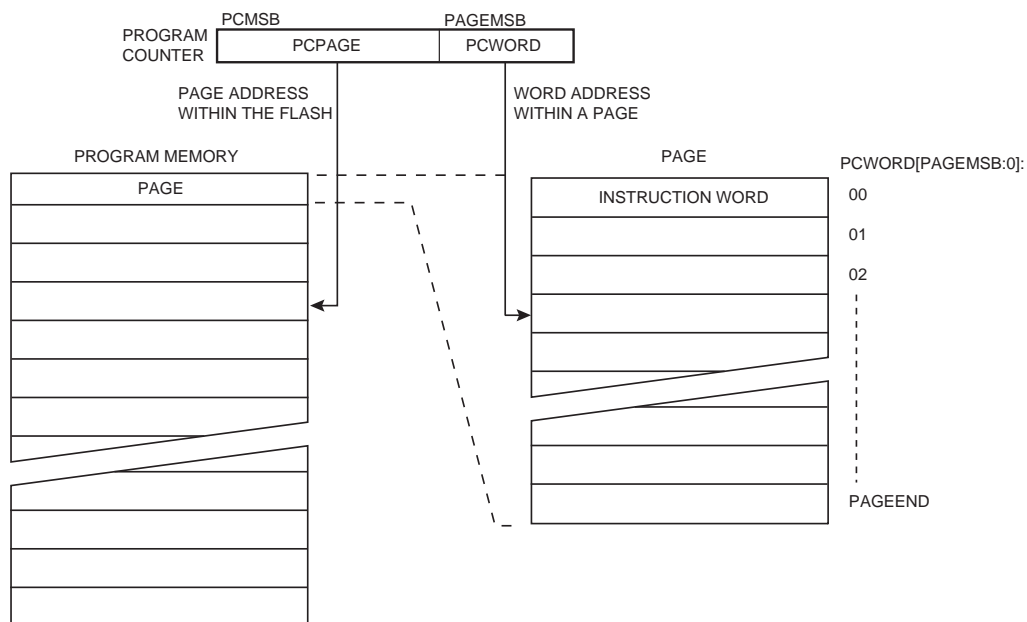 PCMSB
PAGEMSB
PROGRAM
COUNTER
PCPAGE
PCWORD
PAGE ADDRESS
WITHIN THE FLASH
WORD ADDRESS
WITHIN A PAGE
PROGRAM MEMORY
PAGE
PAGE
PCWORD[PAGEMSB:0]:
INSTRUCTION WORD
00
01
02
PAGEEND